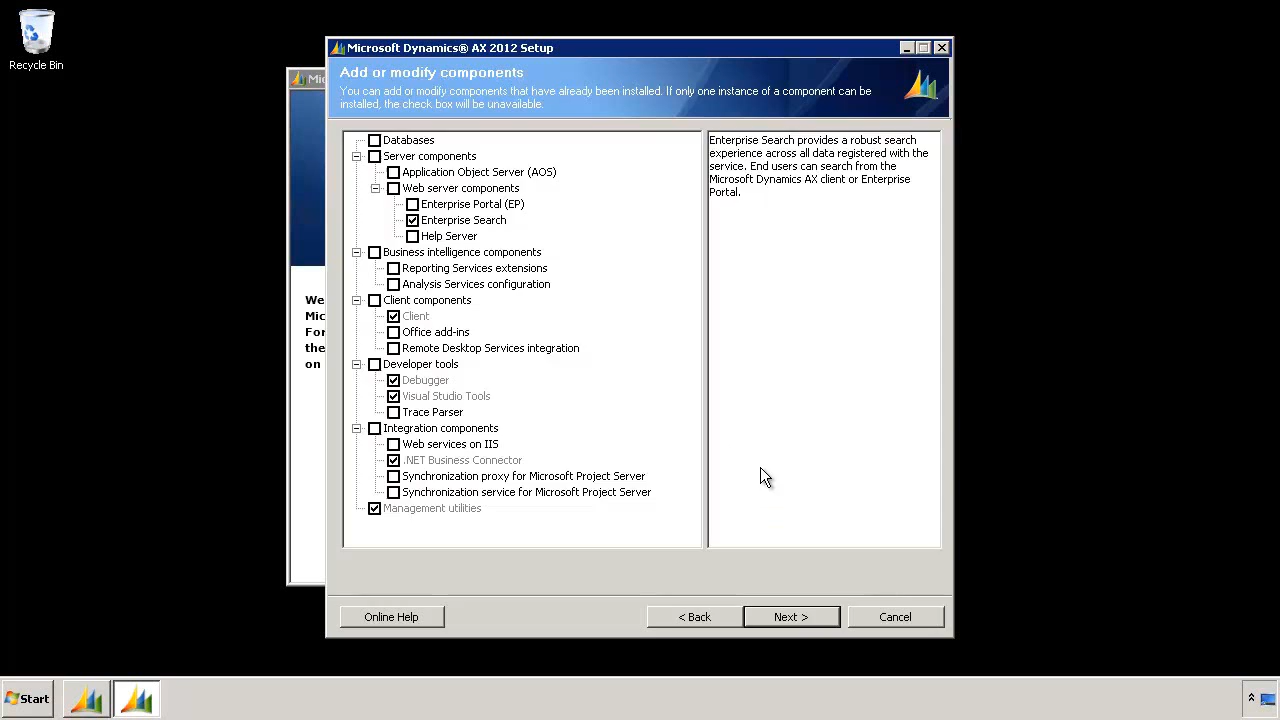 Recycle Bin
Mic
We
Mic
For
the
on
Microsoft Dynamics® AX 2012 Setup
Add or modify components
You can add or modify components that have already been installed. If only one instance of a component can be
installed, the check box will be unavailable.
Databases
Server components
Application Object Server (AOS)
Web server components
Enterprise Portal (EP)
Enterprise Search
Help Server
Business intelligence components
Reporting Services extensions
Analysis Services configuration
Client components
Client
Office add-ins
Remote Desktop Services integration
Developer tools
Debugger
Visual Studio Tools
Trace Parser
Integration components
Web services on IIS
.NET Business Connector
Synchronization proxy for Microsoft Project Server
Synchronization service for Microsoft Project Server
Management utilities
Enterprise Search provides a robust search
experience across all data registered with the
service. End users can search from the
Microsoft Dynamics AX client or Enterprise
Portal.
Online Help
< Back
Next >
Cancel
Start